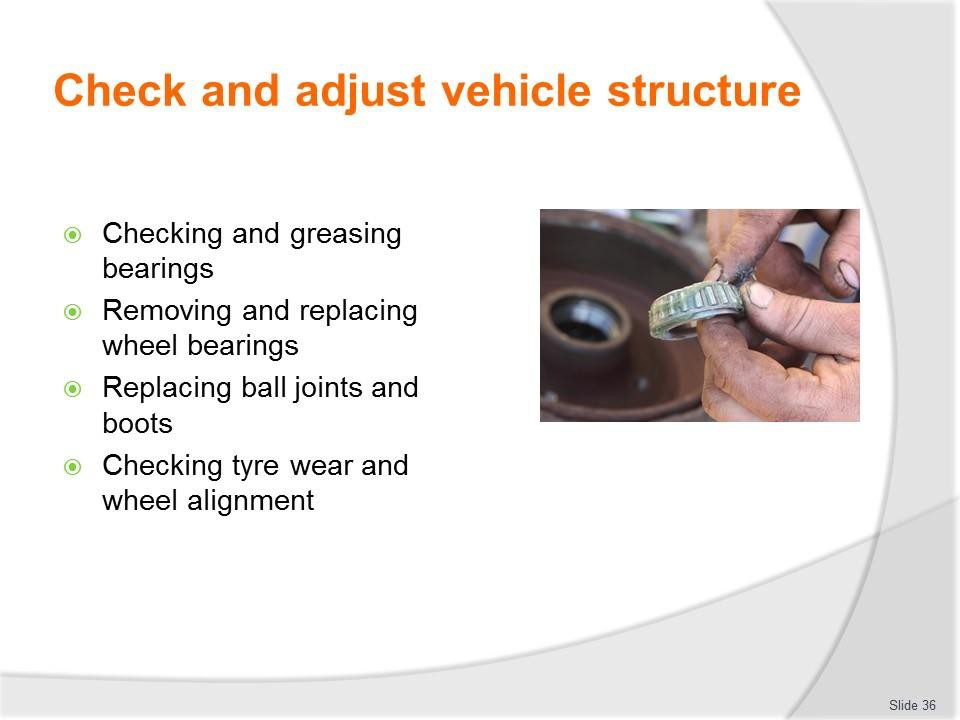 Check and adjust vehicle structure
Checking and greasing
bearings
Removing and replacing
wheel bearings
Replacing ball joints and
boots
Checking tyre wear and
wheel alignment
Slide 36